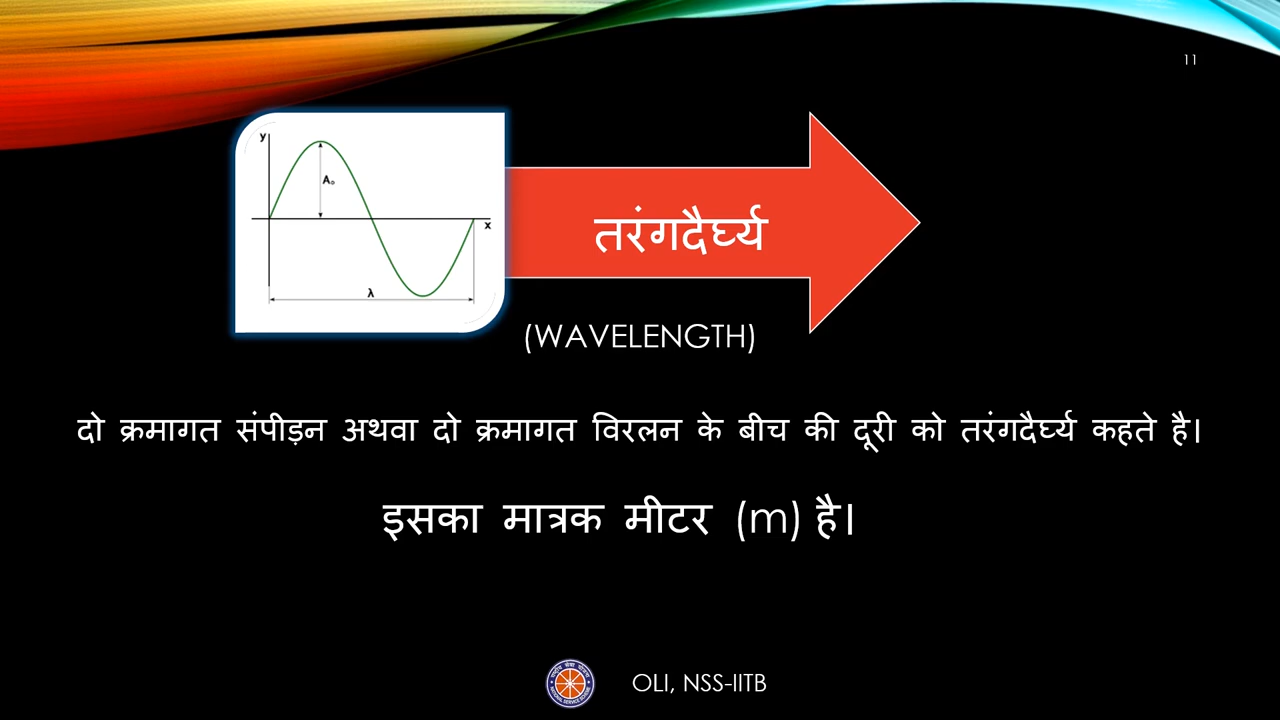 11
y
A₀
x
λ
तरंगदैर्घ्य
(WAVELENGTH)
दो क्रमागत संपीड़न अथवा दो क्रमागत विरलन के बीच की दूरी को तरंगदैर्घ्य कहते है।
इसका मात्रक मीटर (m) है।
OLI, NSS-IITB